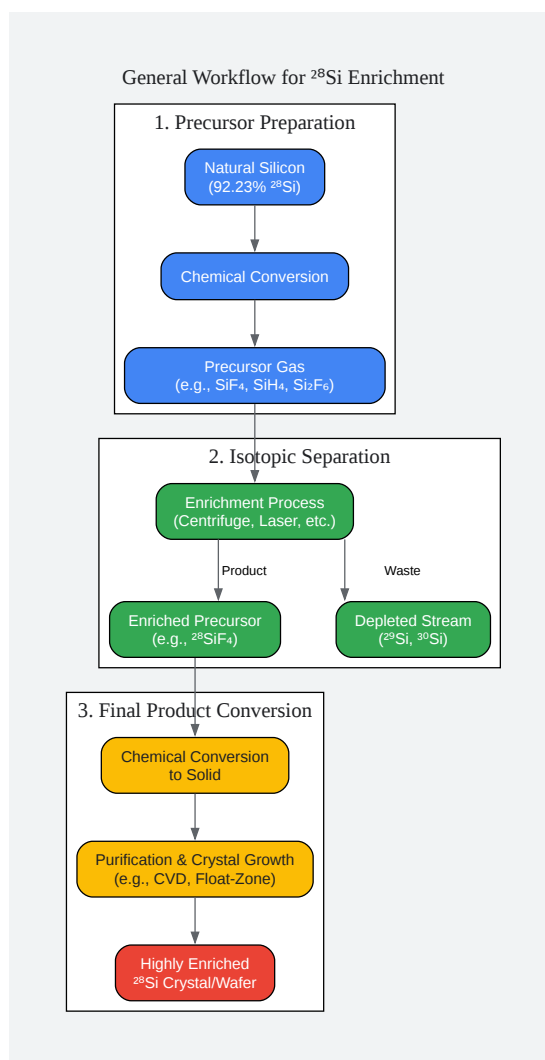 General Workflow for ²⁸Si Enrichment
1. Precursor Preparation
Natural Silicon
(92.23% ²⁸Si)
Chemical Conversion
Precursor Gas
(e.g., SiF₄, SiH₄, Si₂F₆)
2. Isotopic Separation
Enrichment Process
(Centrifuge, Laser, etc.)
Product
Waste
Enriched Precursor
(e.g., ²⁸SiF₄)
Depleted Stream
(²⁹Si, ³⁰Si)
3. Final Product Conversion
Chemical Conversion
to Solid
Purification & Crystal Growth
(e.g., CVD, Float-Zone)
Highly Enriched
²⁸Si Crystal/Wafer